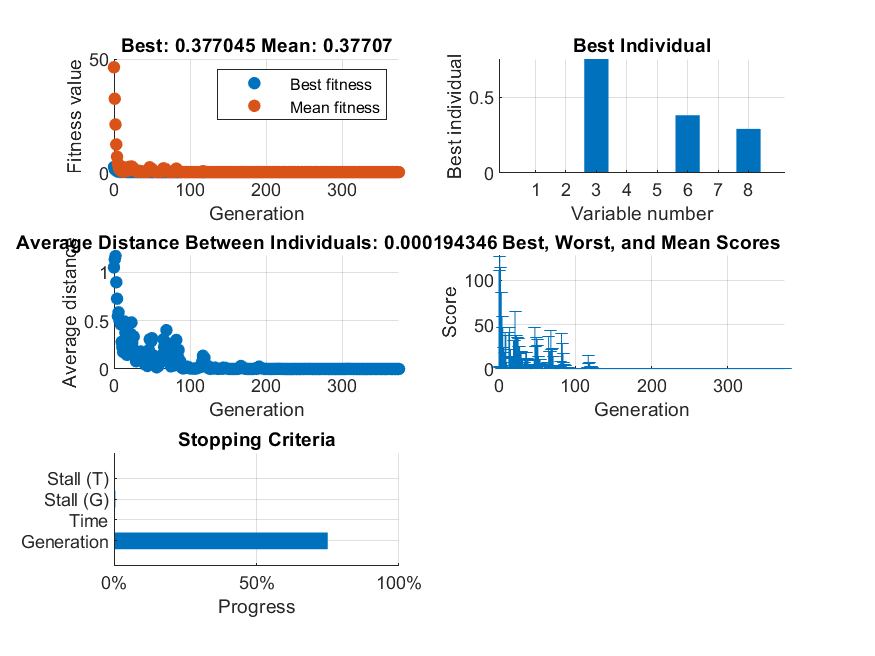 Best: 0.377045 Mean: 0.37707
Fitness value
50
0
Best fitness
Mean fitness
0 100 200 300
Generation
Best Individual
Best individual
0.5
0
1 2 3 4 5 6 7 8
Variable number
Average Distance Between Individuals: 0.000194346
Average distance
1
0.5
0
0 100 200 300
Generation
Best, Worst, and Mean Scores
Score
100
50
0
0 100 200 300
Generation
Stopping Criteria
Stall (T)
Stall (G)
Time
Generation
0% 50% 100%
Progress